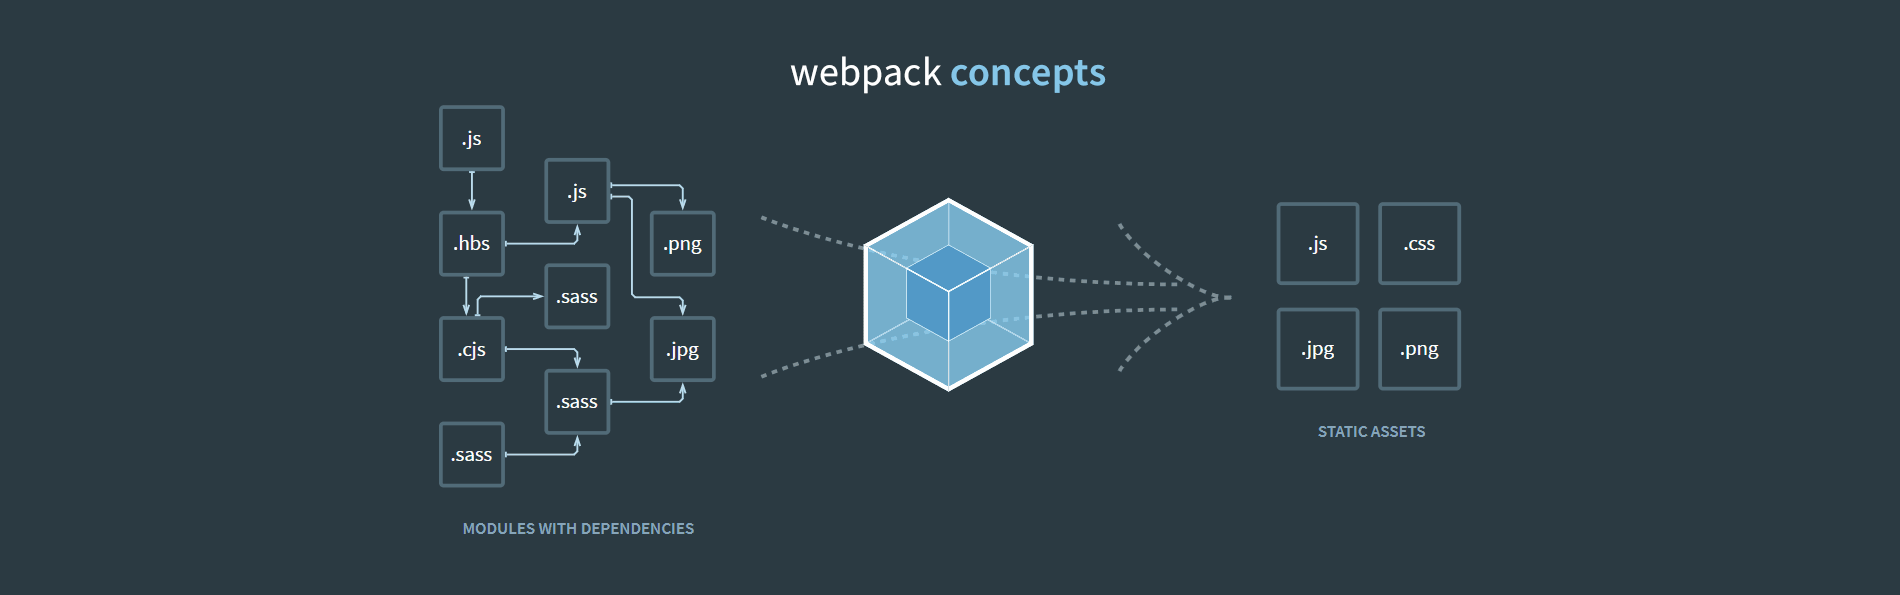 webpack concepts
.js
.js
.hbs
.png
.sass
.cjs
.jpg
.sass
.sass
MODULES WITH DEPENDENCIES
.js
.css
.jpg
.png
STATIC ASSETS